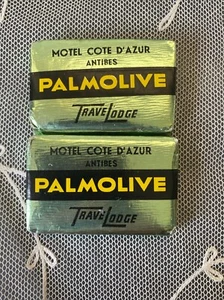 MOTEL COTE D'AZUR
ANTIBES
PALMOLIVE
TRAVELODGE
MOTEL COTE D'AZUR
ANTIBES
PALMOLIVE
TRAVELODGE